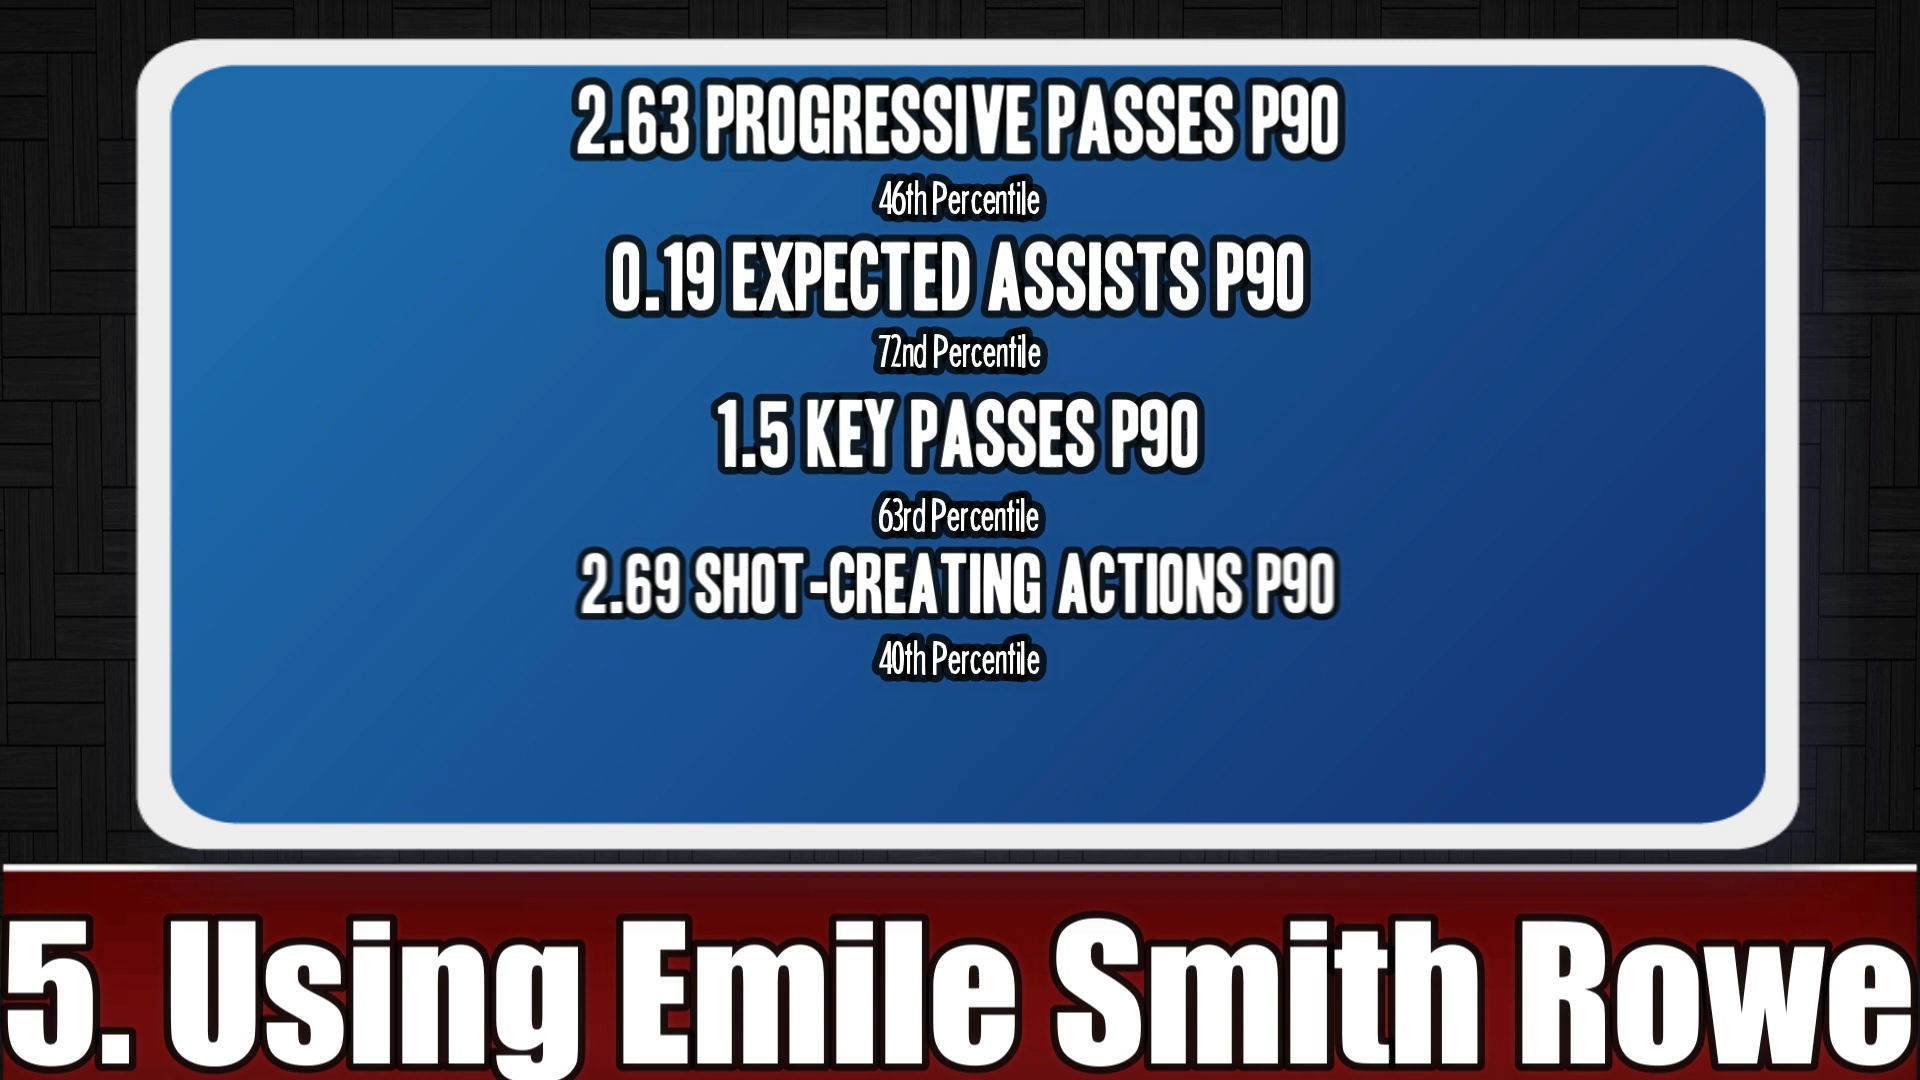 2.63 PROGRESSIVE PASSES P90
46th Percentile
0.19 EXPECTED ASSISTS P90
72nd Percentile
1.5 KEY PASSES P90
63rd Percentile
2.69 SHOT-CREATING ACTIONS P90
40th Percentile
5. Using Emile Smith Rowe